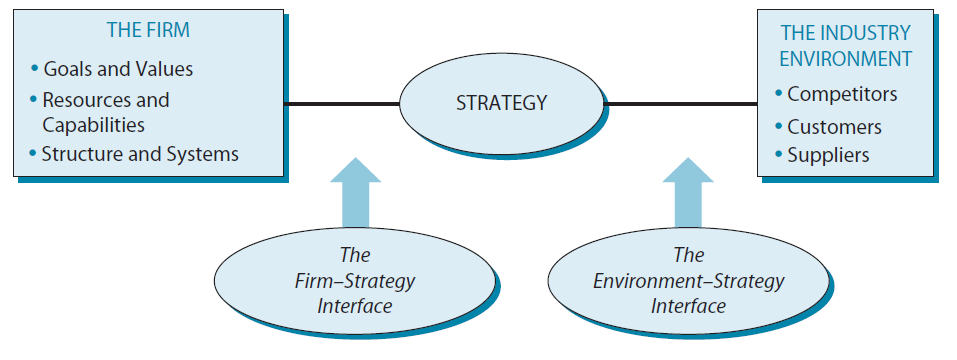 THE FIRM
• Goals and Values
• Resources and
Capabilities
• Structure and Systems
STRATEGY
THE INDUSTRY
ENVIRONMENT
• Competitors
• Customers
• Suppliers
The
Firm–Strategy
Interface
The
Environment–Strategy
Interface